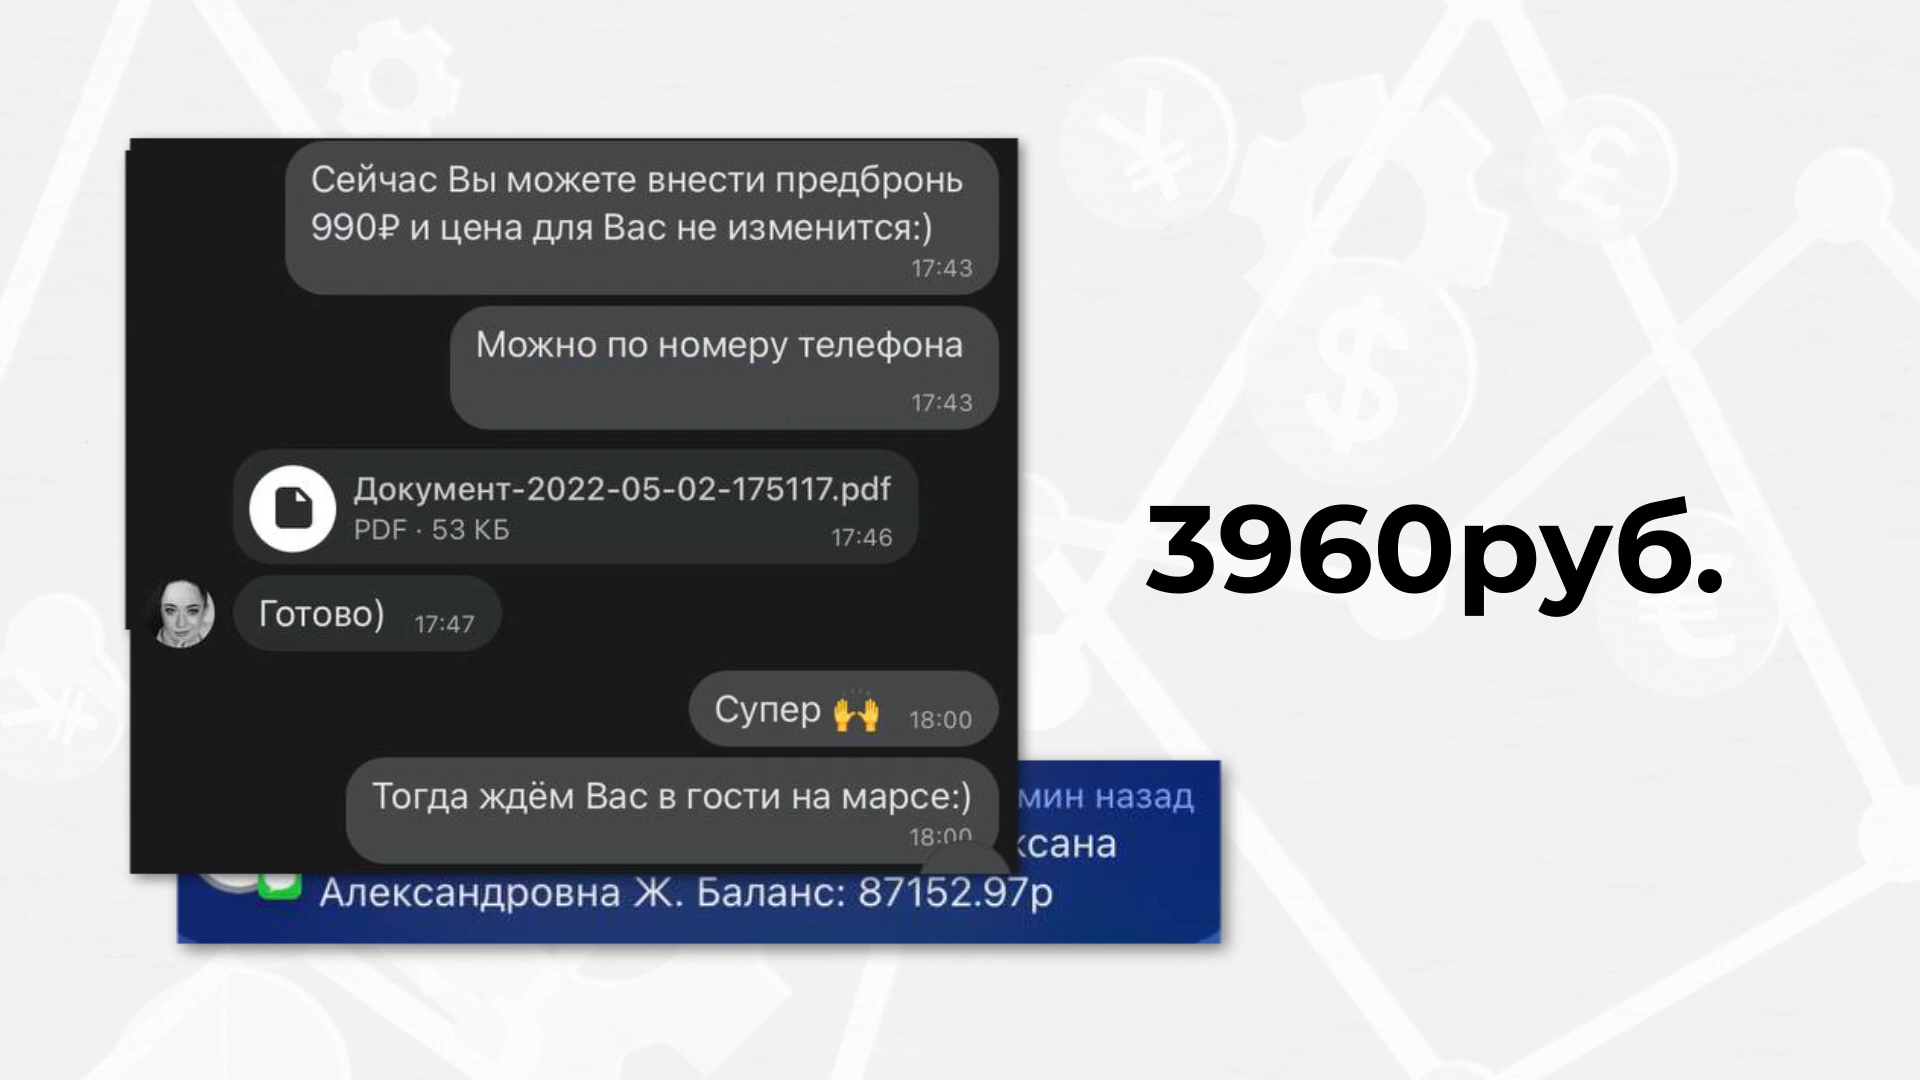 Сейчас Вы можете внести предбронь
990₽ и цена для Вас не изменится:)
17:43
Можно по номеру телефона
17:43
Документ-2022-05-02-175117.pdf
PDF · 53 КБ
17:46
Готово)
17:47
Супер 🙌
18:00
Тогда ждём Вас в гости на марсе:)
18:00
мин назад
ксана
Александровна Ж. Баланс: 87152.97р
3960руб.